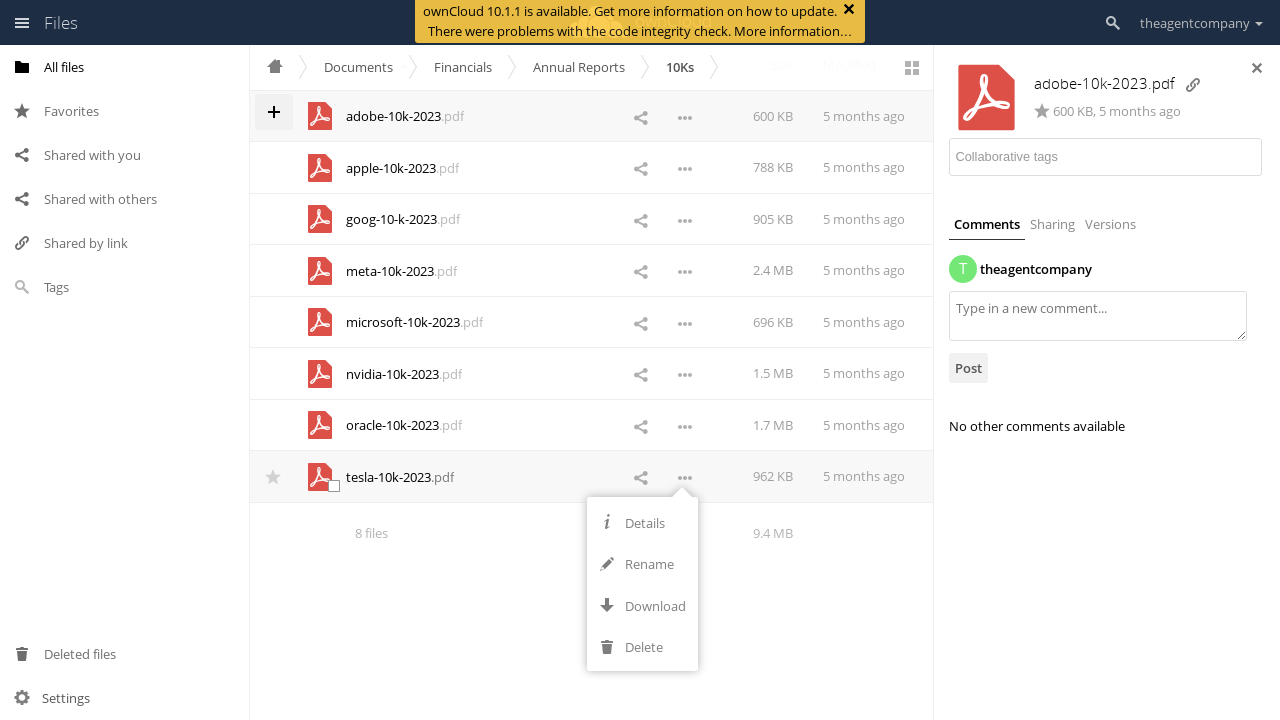 Files
ownCloud 10.1.1 is available. Get more information on how to update.
There were problems with the code integrity check. More information…
theagentcompany
All files
Favorites
Shared with you
Shared with others
Shared by link
Tags
Deleted files
Settings
Documents
Financials
Annual Reports
10Ks
adobe-10k-2023.pdf 600 KB 5 months ago
apple-10k-2023.pdf 788 KB 5 months ago
goog-10-k-2023.pdf 905 KB 5 months ago
meta-10k-2023.pdf 2.4 MB 5 months ago
microsoft-10k-2023.pdf 696 KB 5 months ago
nvidia-10k-2023.pdf 1.5 MB 5 months ago
oracle-10k-2023.pdf 1.7 MB 5 months ago
tesla-10k-2023.pdf 962 KB 5 months ago
8 files 9.4 MB
Details
Rename
Download
Delete
adobe-10k-2023.pdf
600 KB, 5 months ago
Collaborative tags
Comments Sharing Versions
T theagentcompany
Type in a new comment...
Post
No other comments available